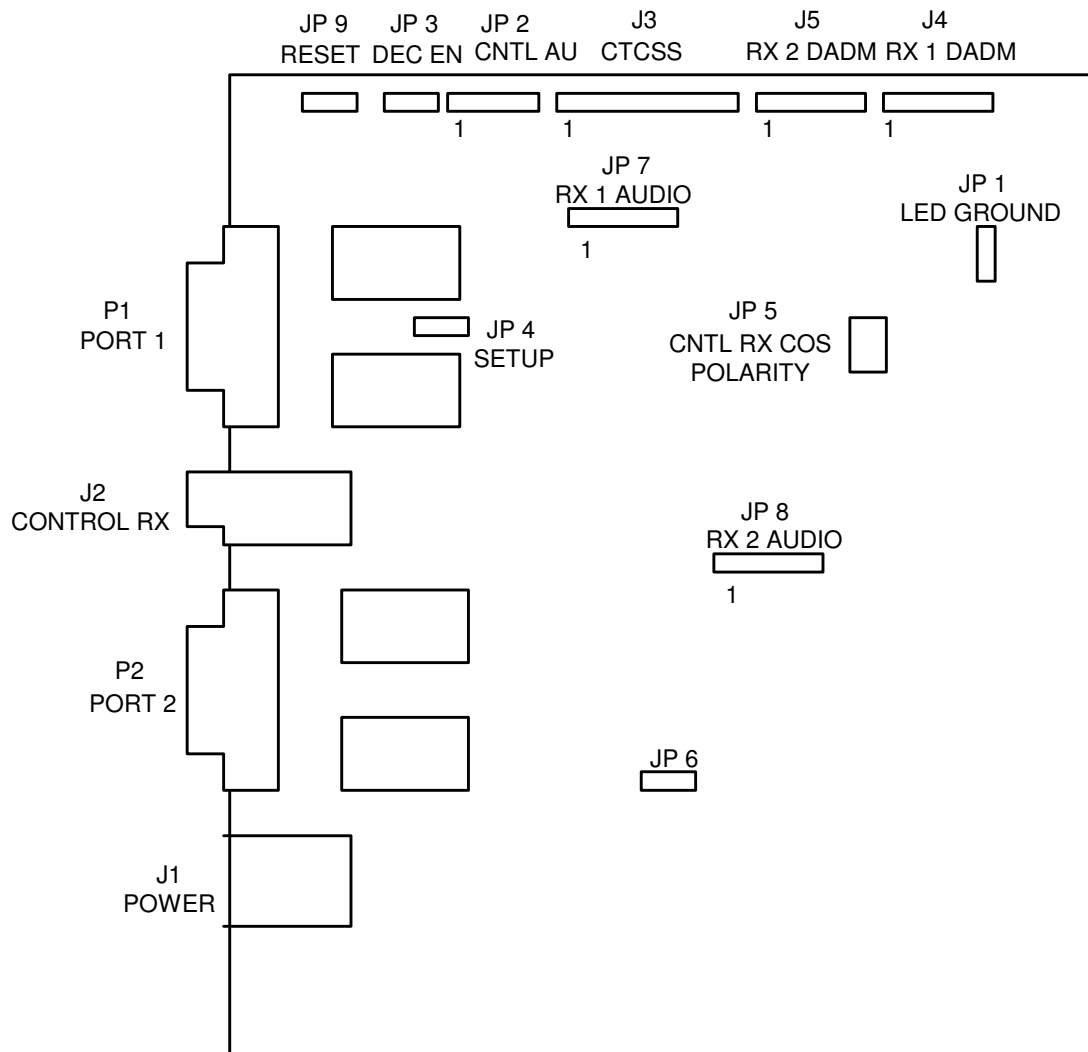 JP 9
RESET
JP 3
DEC EN
JP 2
CNTL AU
J3
CTCSS
J5
RX 2 DADM
J4
RX 1 DADM
1
1
1
1
JP 7
RX 1 AUDIO
1
JP 1
LED GROUND
P1
PORT 1
JP 4
SETUP
JP 5
CNTL RX COS
POLARITY
J2
CONTROL RX
JP 8
RX 2 AUDIO
1
P2
PORT 2
JP 6
J1
POWER